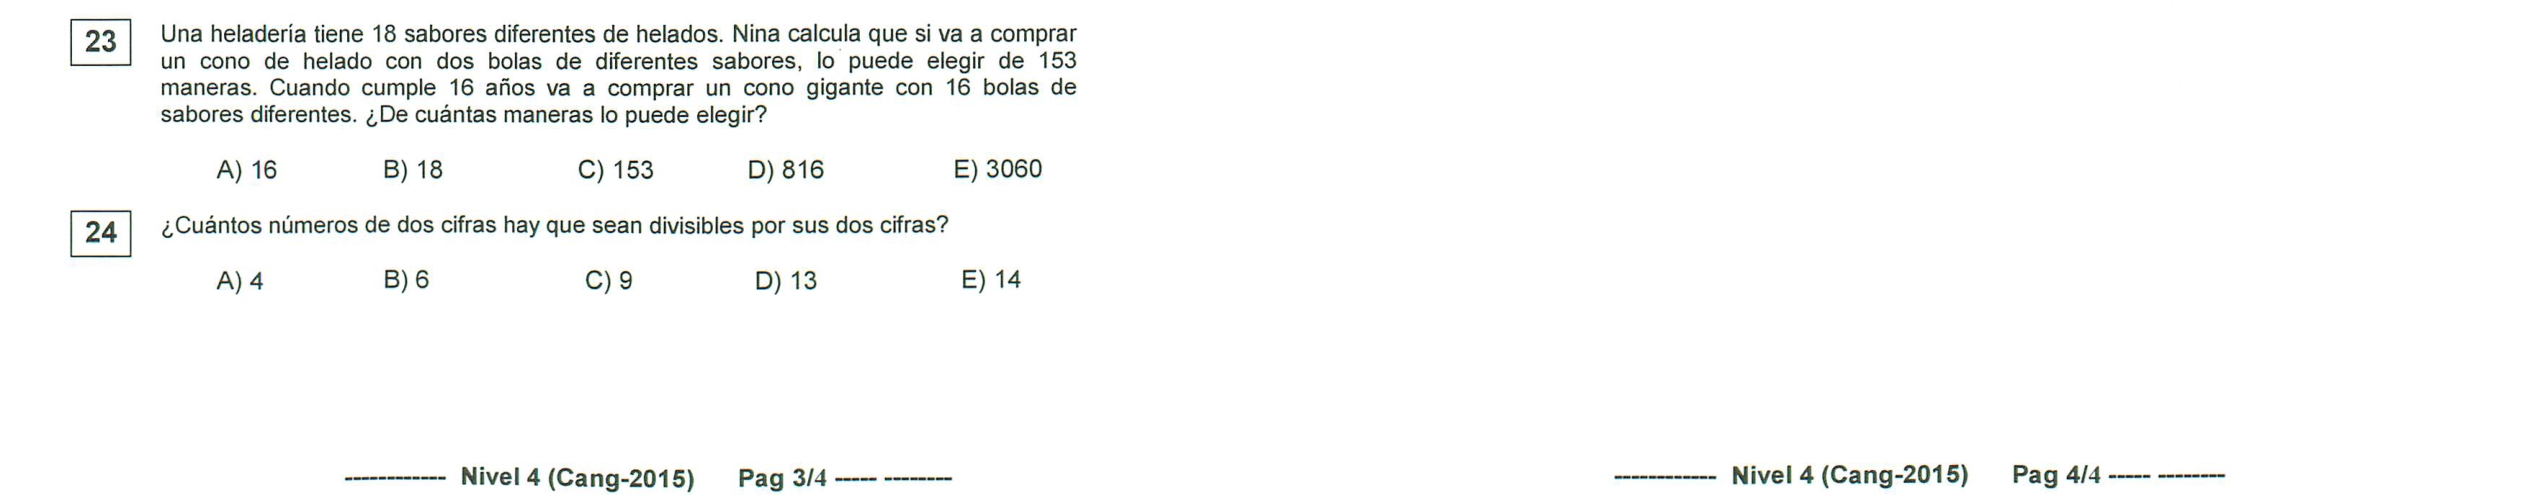 23
Una heladería tiene 18 sabores diferentes de helados. Nina calcula que si va a comprar
un cono de helado con dos bolas de diferentes sabores, lo puede elegir de 153
maneras. Cuando cumple 16 años va a comprar un cono gigante con 16 bolas de
sabores diferentes. ¿De cuántas maneras lo puede elegir?
A) 16 B) 18 C) 153 D) 816 E) 3060
24
¿Cuántos números de dos cifras hay que sean divisibles por sus dos cifras?
A) 4 B) 6 C) 9 D) 13 E) 14
------------ Nivel 4 (Cang-2015) Pag 3/4 ----- --------
------------ Nivel 4 (Cang-2015) Pag 4/4 ----- --------